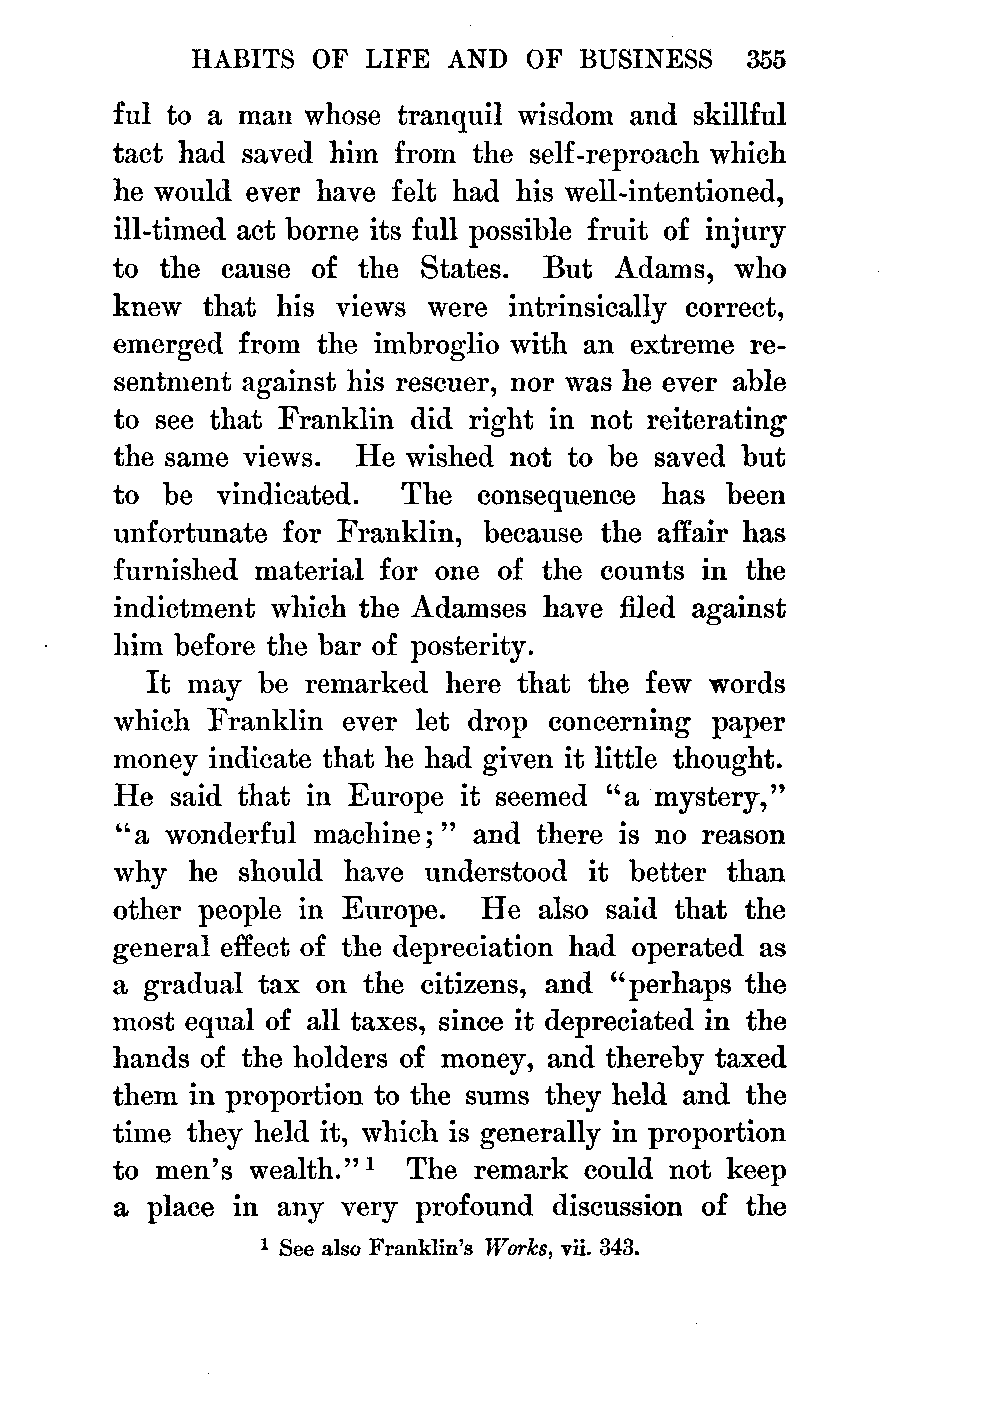 HABITS OF LIFE AND OF BUSINESS 355
ful to a man whose tranquil wisdom and skillful
tact had saved him from the self-reproach which
he would ever have felt had his well-intentioned,
ill-timed act borne its full possible fruit of injury
to the cause of the States. But Adams, who
knew that his views were intrinsically correct,
emerged from the imbroglio with an extreme re-
sentment against his rescuer, nor was he ever able
to see that Franklin did right in not reiterating
the same views. He wished not to be saved but
to be vindicated. The consequence has been
unfortunate for Franklin, because the affair has
furnished material for one of the counts in the
indictment which the Adamses have filed against
him before the bar of posterity.
It may be remarked here that the few words
which Franklin ever let drop concerning paper
money indicate that he had given it little thought.
He said that in Europe it seemed "a mystery,"
"a wonderful machine;" and there is no reason
why he should have understood it better than
other people in Europe. He also said that the
general effect of the depreciation had operated as
a gradual tax on the citizens, and "perhaps the
most equal of all taxes, since it depreciated in the
hands of the holders of money, and thereby taxed
them in proportion to the sums they held and the
time they held it, which is generally in proportion
to men's wealth."¹ The remark could not keep
a place in any very profound discussion of the
¹ See also Franklin's Works, vii. 343.